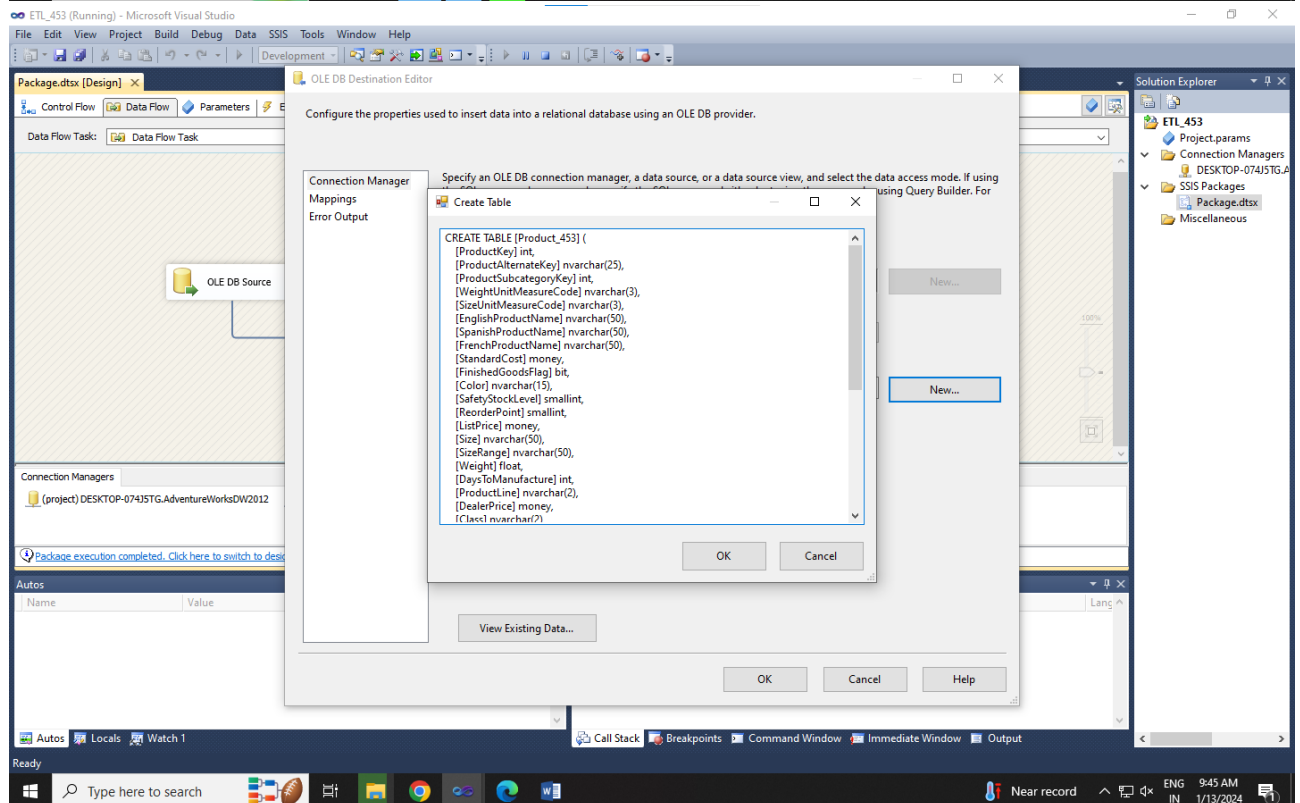 ETL_453 (Running) - Microsoft Visual Studio
File Edit View Project Build Debug Data SSIS Tools Window Help
Development
Package.dtsx [Design]
Control Flow Data Flow Parameters E
Data Flow Task: Data Flow Task
OLE DB Source
100%
Connection Managers
(project) DESKTOP-074J5TG.AdventureWorksDW2012
Package execution completed. Click here to switch to desi
OLE DB Destination Editor
Configure the properties used to insert data into a relational database using an OLE DB provider.
Connection Manager
Mappings
Error Output
Specify an OLE DB connection manager, a data source, or a data source view, and select the data access mode. If using
using Query Builder. For
New...
New...
View Existing Data...
OK Cancel Help
Create Table
CREATE TABLE [Product_453] (
[ProductKey] int,
[ProductAlternateKey] nvarchar(25),
[ProductSubcategoryKey] int,
[WeightUnitMeasureCode] nvarchar(3),
[SizeUnitMeasureCode] nvarchar(3),
[EnglishProductName] nvarchar(50),
[SpanishProductName] nvarchar(50),
[FrenchProductName] nvarchar(50),
[StandardCost] money,
[FinishedGoodsFlag] bit,
[Color] nvarchar(15),
[SafetyStockLevel] smallint,
[ReorderPoint] smallint,
[ListPrice] money,
[Size] nvarchar(50),
[SizeRange] nvarchar(50),
[Weight] float,
[DaysToManufacture] int,
[ProductLine] nvarchar(2),
[DealerPrice] money,
[Class] nvarchar(2)
OK Cancel
Solution Explorer
ETL_453
Project.params
Connection Managers
DESKTOP-074J5TG.A
SSIS Packages
Package.dtsx
Miscellaneous
Autos
Name Value
Lang
Autos Locals Watch 1
Call Stack Breakpoints Command Window Immediate Window Output
Ready
Type here to search
Near record
ENG 9:45 AM
IN 1/13/2024